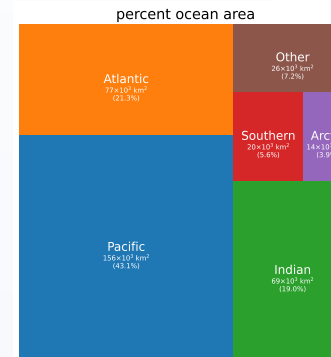 percent ocean area
Atlantic
77×10³ km²
(21.3%)
Other
26×10³ km²
(7.2%)
Southern
20×10³ km²
(5.6%)
Pacific
156×10³ km²
(43.1%)
Indian
69×10³ km²
(19.0%)